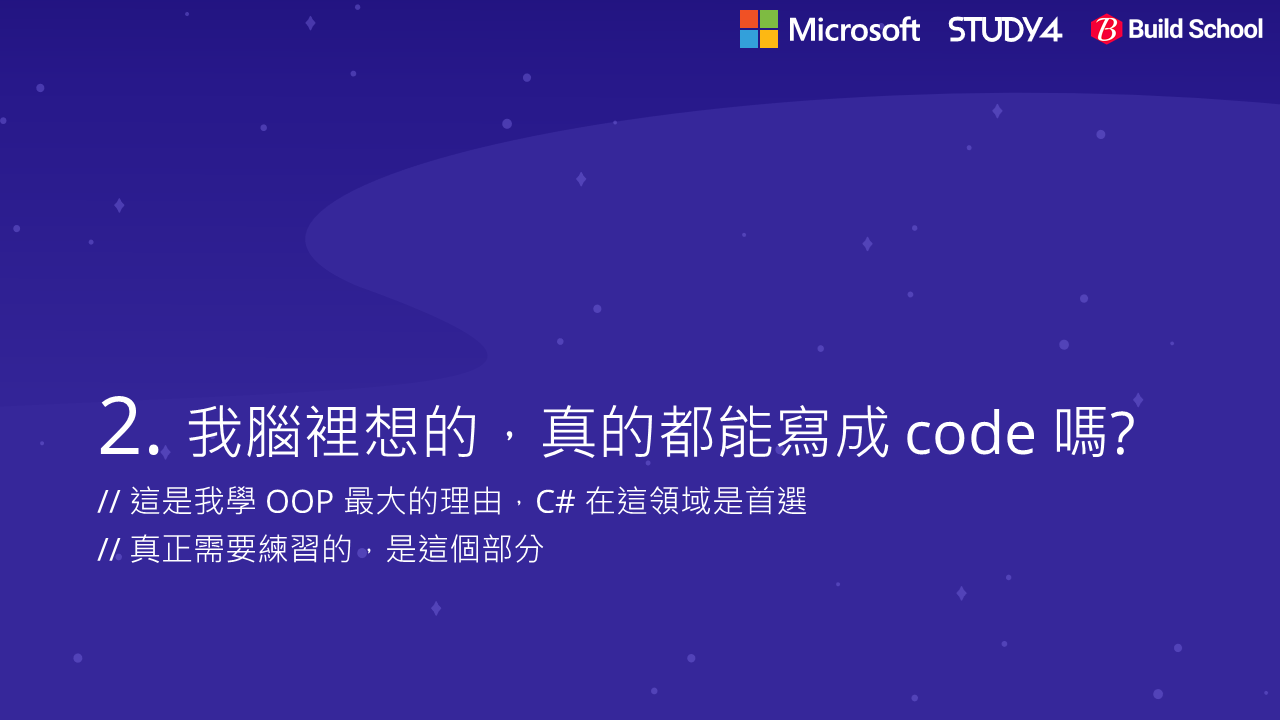 Microsoft STUDY4 Build School
2. 我腦裡想的，真的都能寫成 code 嗎?
// 這是我學 OOP 最大的理由，C# 在這領域是首選
// 真正需要練習的，是這個部分